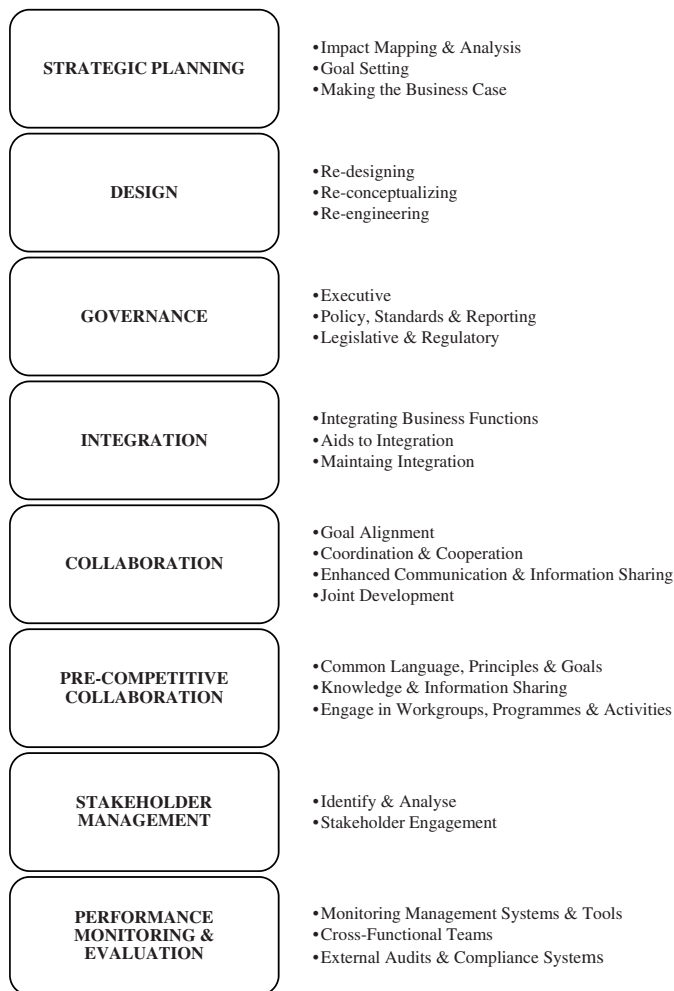 STRATEGIC PLANNING
•Impact Mapping & Analysis
•Goal Setting
•Making the Business Case
DESIGN
•Re-designing
•Re-conceptualizing
•Re-engineering
GOVERNANCE
•Executive
•Policy, Standards & Reporting
•Legislative & Regulatory
INTEGRATION
•Integrating Business Functions
•Aids to Integration
•Maintaing Integration
COLLABORATION
•Goal Alignment
•Coordination & Cooperation
•Enhanced Communication & Information Sharing
•Joint Development
PRE-COMPETITIVE
COLLABORATION
•Common Language, Principles & Goals
•Knowledge & Information Sharing
•Engage in Workgroups, Programmes & Activities
STAKEHOLDER
MANAGEMENT
•Identify & Analyse
•Stakeholder Engagement
PERFORMANCE
MONITORING &
EVALUATION
•Monitoring Management Systems & Tools
•Cross-Functional Teams
•External Audits & Compliance Systems